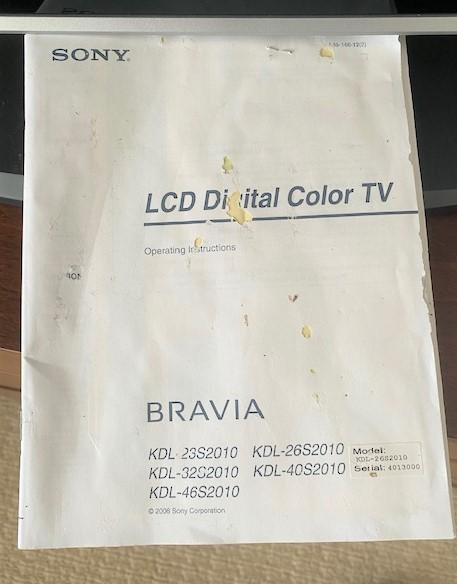 SONY
LCD Digital Color TV
Operating Instructions
BRAVIA
KDL-23S2010 KDL-26S2010
KDL-32S2010 KDL-40S2010
KDL-46S2010
Model:
KDL-26S2010
Serial: 4013000
© 2006 Sony Corporation